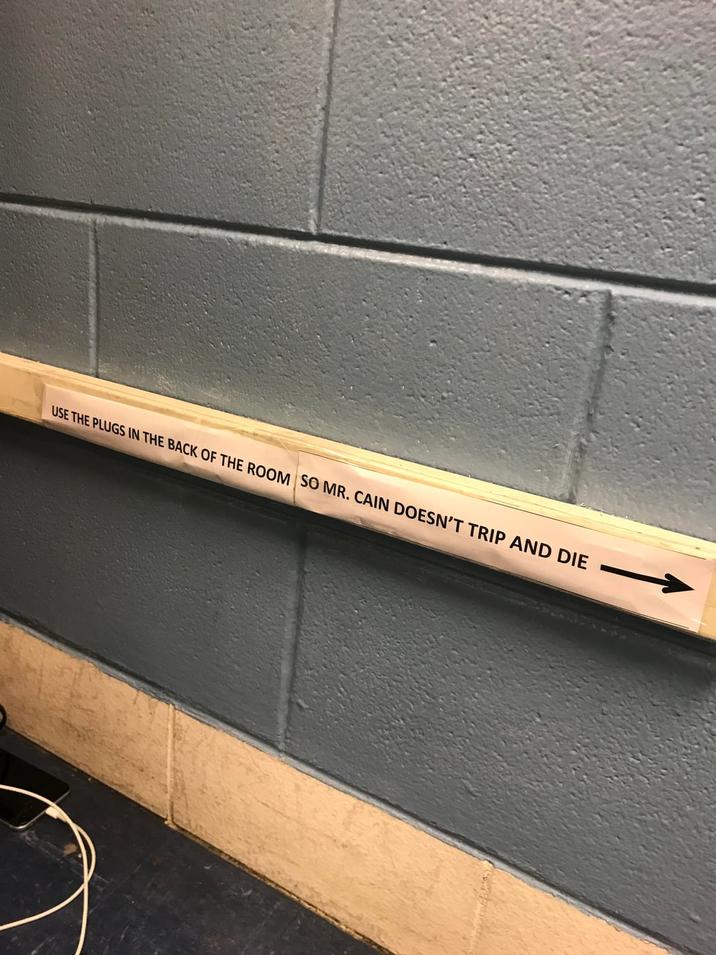 USE THE PLUGS IN THE BACK OF THE ROOM SO MR. CAIN DOESN'T TRIP AND DIE